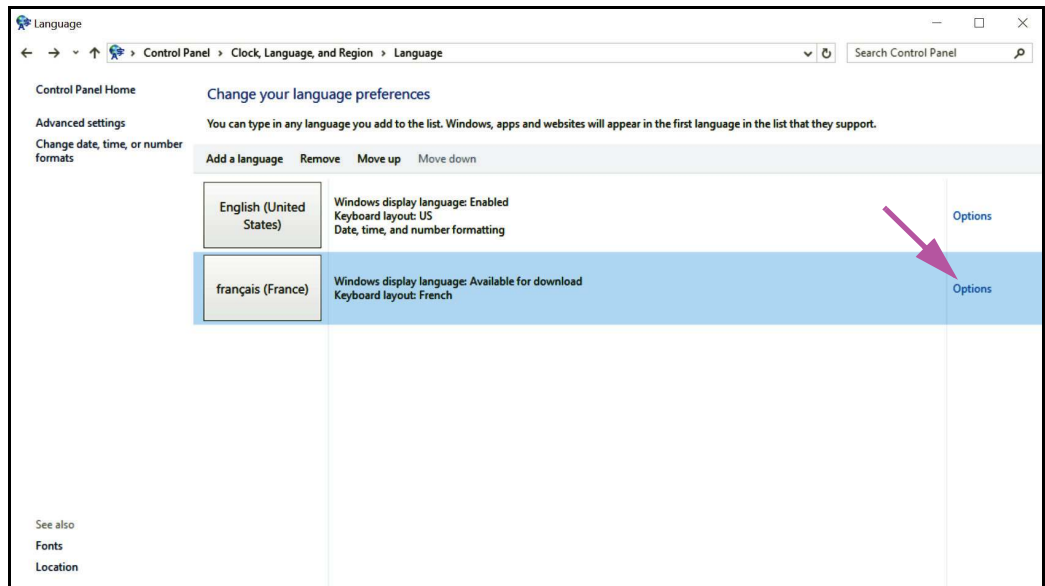 Language
Control Panel › Clock, Language, and Region › Language
Search Control Panel
Control Panel Home
Advanced settings
Change date, time, or number
formats
Change your language preferences
You can type in any language you add to the list. Windows, apps and websites will appear in the first language in the list that they support.
Add a language Remove Move up Move down
English (United
States)
Windows display language: Enabled
Keyboard layout: US
Date, time, and number formatting
Options
français (France)
Windows display language: Available for download
Keyboard layout: French
Options
See also
Fonts
Location